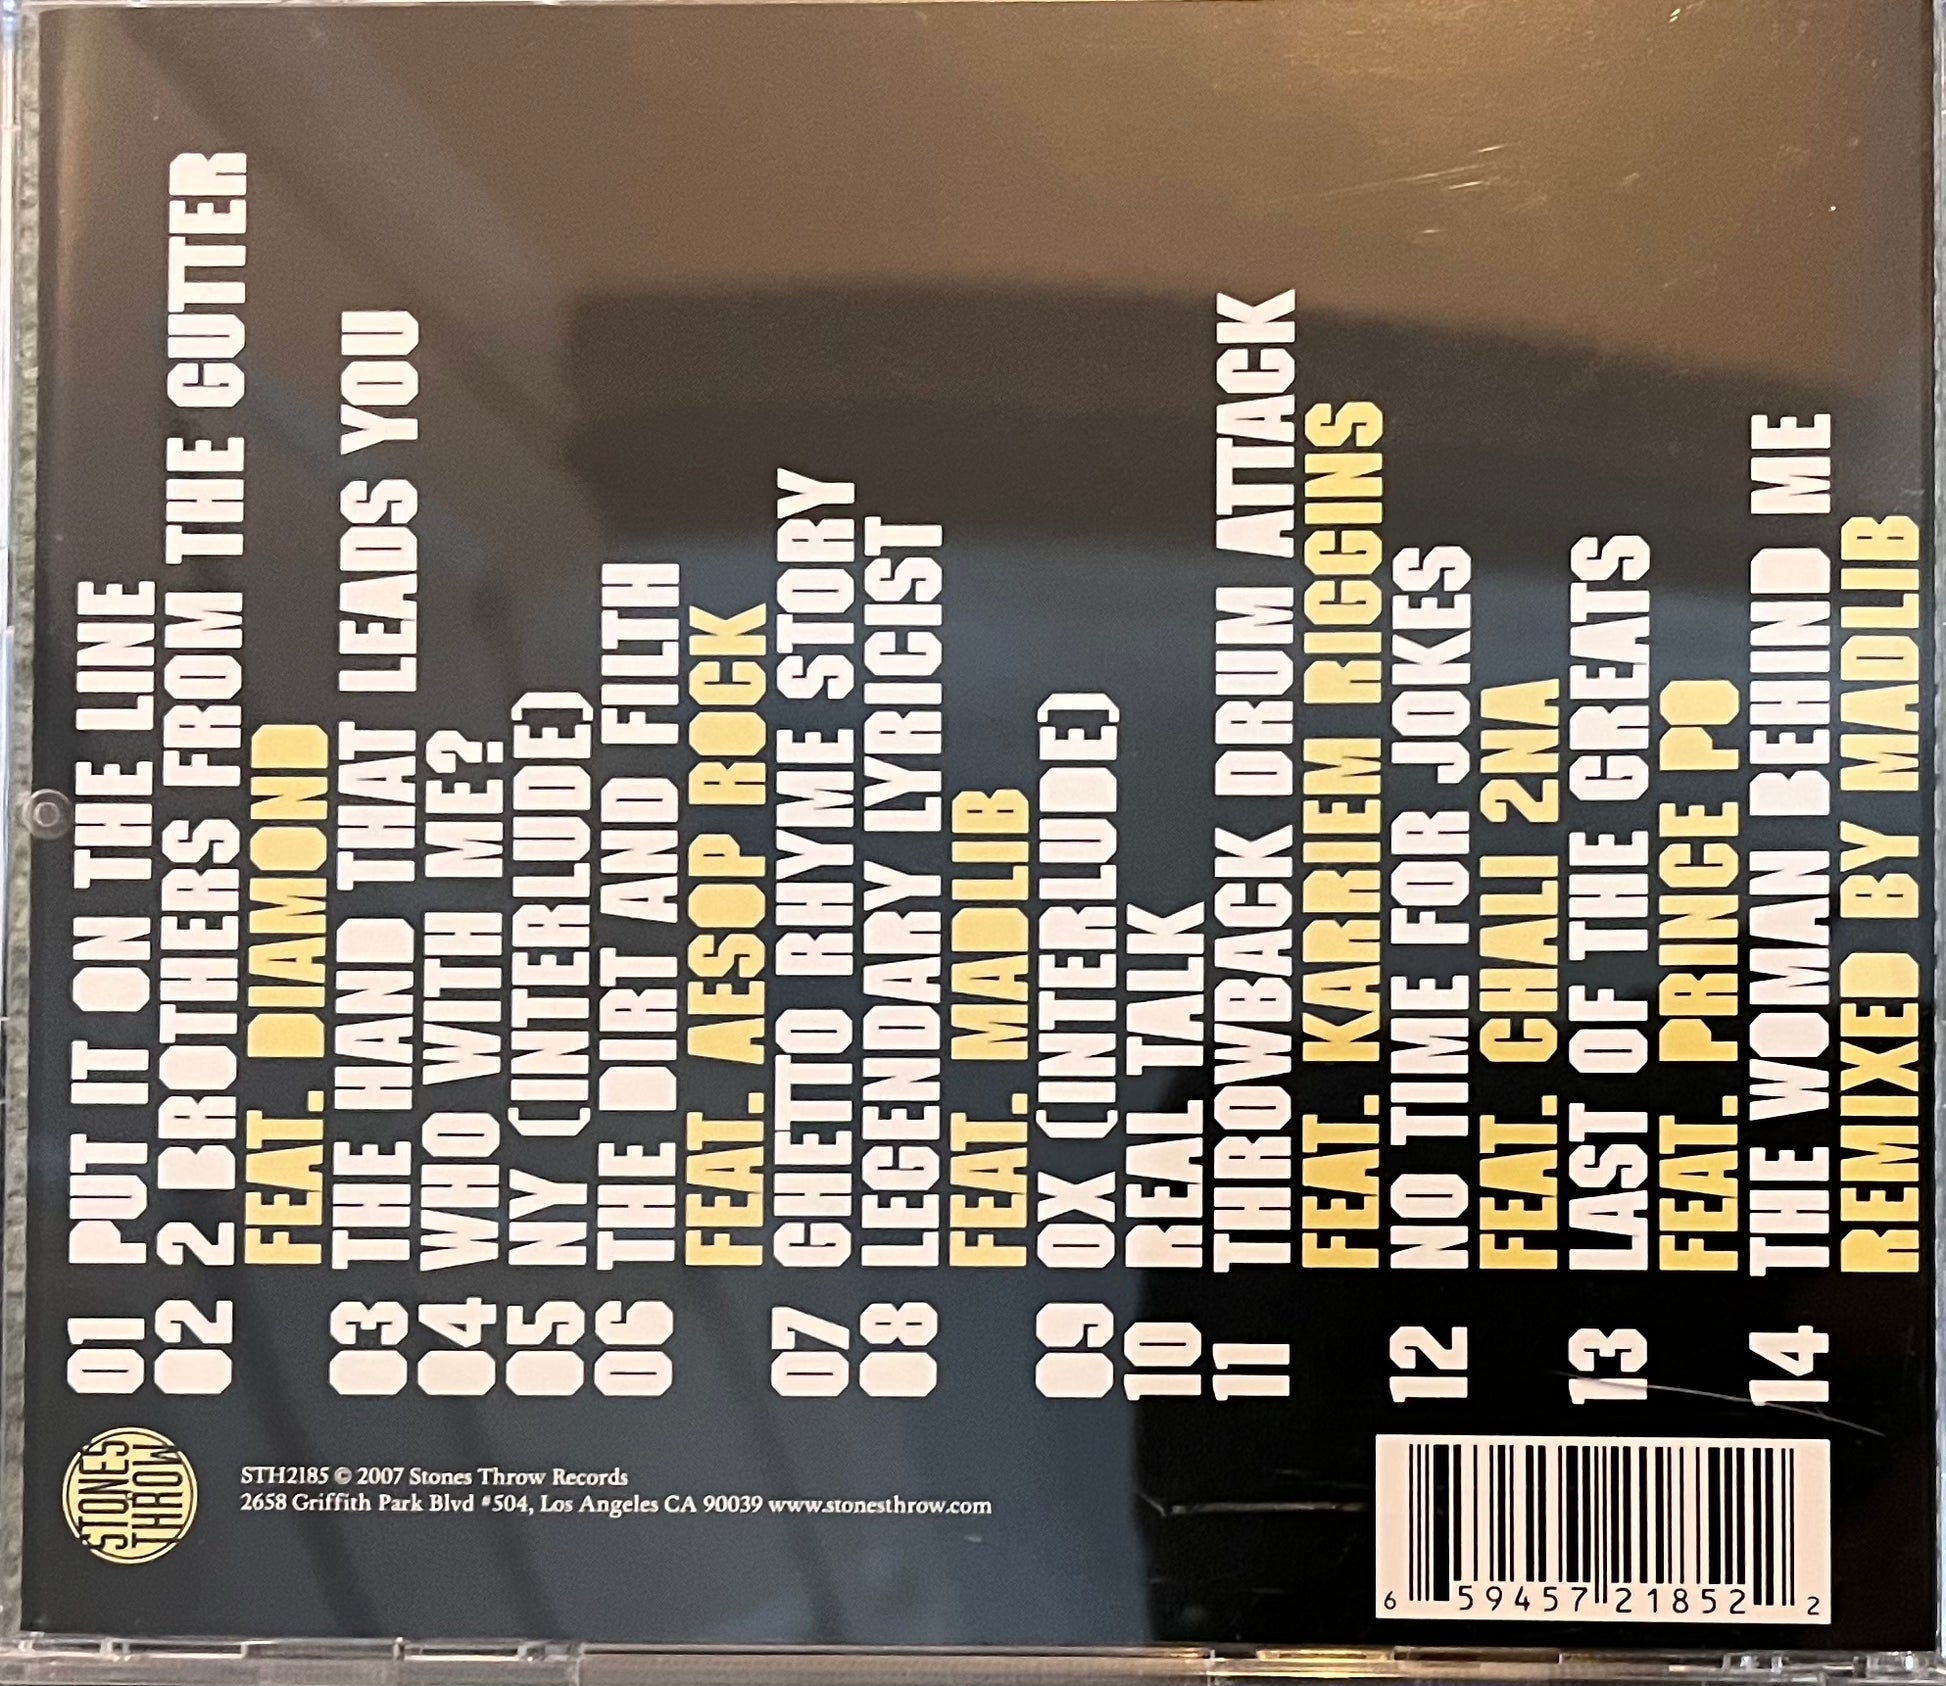 01 PUT IT ON THE LINE
02 2 BROTHERS FROM THE GUTTER
FEAT. DIAMOND
03 THE HAND THAT LEADS YOU
04 WHO WITH ME?
05 NY (INTERLUDE)
06 THE DIRT AND FILTH
FEAT. AESOP ROCK
07 GHETTO RHYME STORY
08 LEGENDARY LYRICIST
FEAT. MADLIB
09 OX (INTERLUDE)
10 REAL TALK
11 THROWBACK DRUM ATTACK
FEAT. KARRIEM RIGGINS
12 NO TIME FOR JOKES
FEAT. CHALI 2NA
13 LAST OF THE GREATS
FEAT. PRINCE PO
14 THE WOMAN BEHIND ME
REMIXED BY MADLIB
STONES
THROW
STH2185 © 2007 Stones Throw Records
2658 Griffith Park Blvd #504, Los Angeles CA 90039 www.stonesthrow.com
6 59457 21852 2